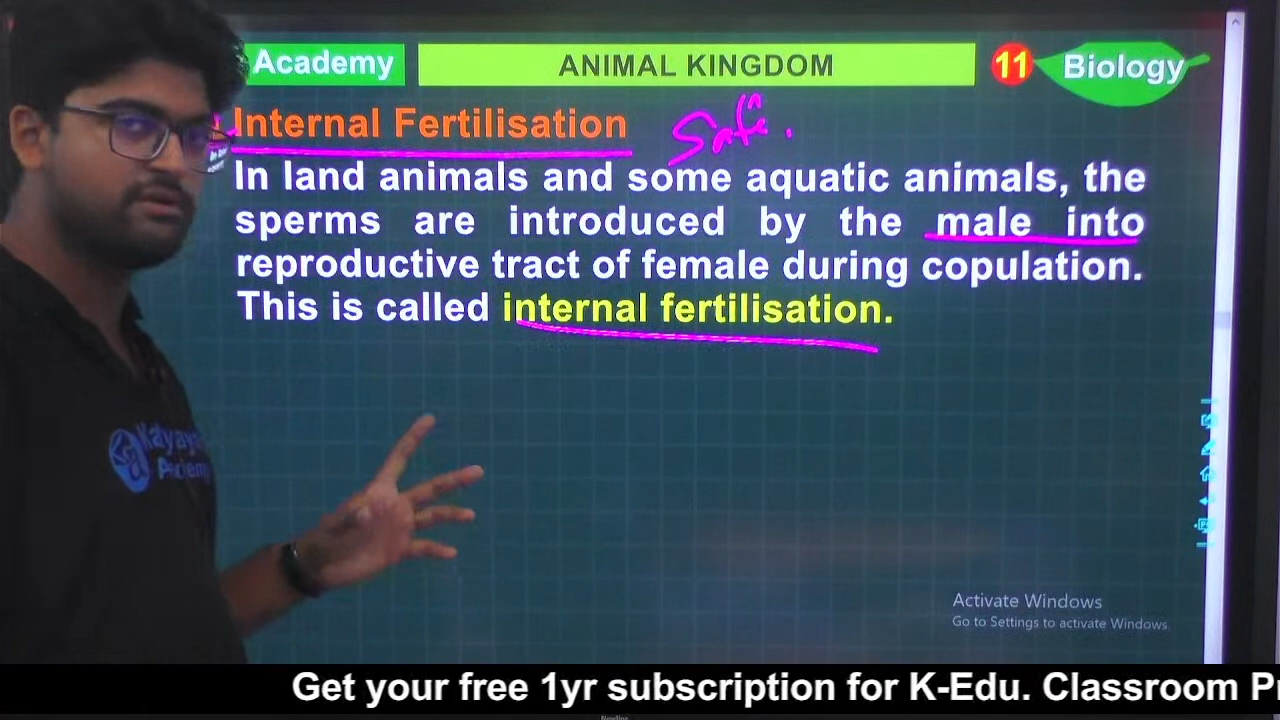 Academy
ANIMAL KINGDOM
11 Biology
Internal Fertilisation
Safe.
In land animals and some aquatic animals, the
sperms are introduced by the male into
reproductive tract of female during copulation.
This is called internal fertilisation.
Activate Windows
Go to Settings to activate Windows.
Get your free 1yr subscription for K-Edu. Classroom P